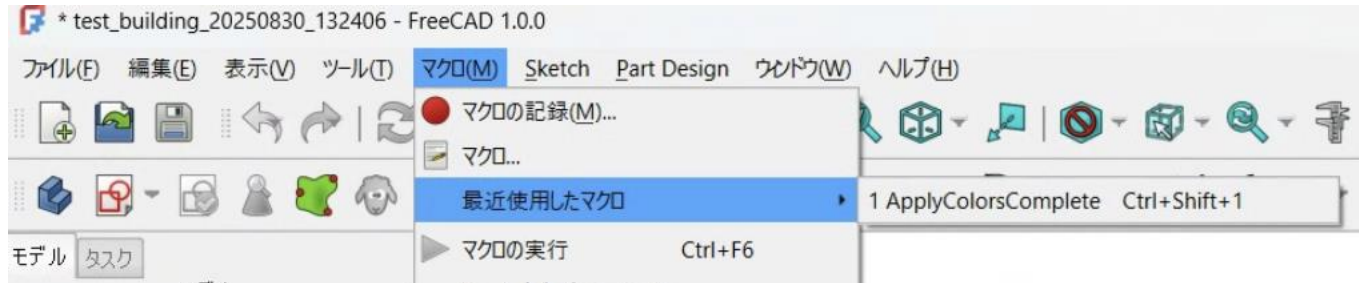 * test_building_20250830_132406 - FreeCAD 1.0.0
ファイル(F) 編集(E) 表示(V) ツール(T) マクロ(M) Sketch Part Design ウィンドウ(W) ヘルプ(H)
マクロの記録(M)...
マクロ...
最近使用したマクロ
1 ApplyColorsComplete Ctrl+Shift+1
マクロの実行 Ctrl+F6
モデル タスク